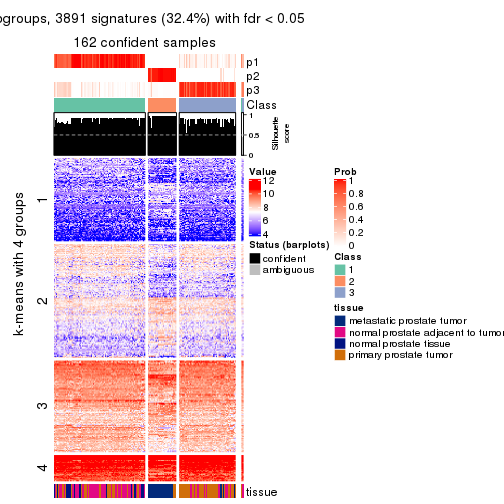 ogroups, 3891 signatures (32.4%) with fdr < 0.05
162 confident samples
p1
p2
p3
Class
1
0.5
0
Silhouette
score
k-means with 4 groups
1
2
3
4
tissue
Value
12
10
8
6
4
Status (barplots)
confident
ambiguous
Prob
1
0.8
0.6
0.4
0.2
0
Class
1
2
3
tissue
metastatic prostate tumor
normal prostate adjacent to tumor
normal prostate tissue
primary prostate tumor